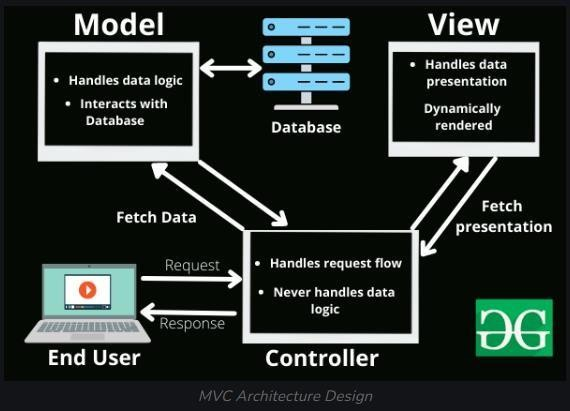 Model
View
• Handles data logic
• Interacts with
Database
Database
• Handles data
presentation
Dynamically
rendered
Fetch Data
Fetch
presentation
Request
Response
• Handles request flow
• Never handles data
logic
End User
Controller
MVC Architecture Design